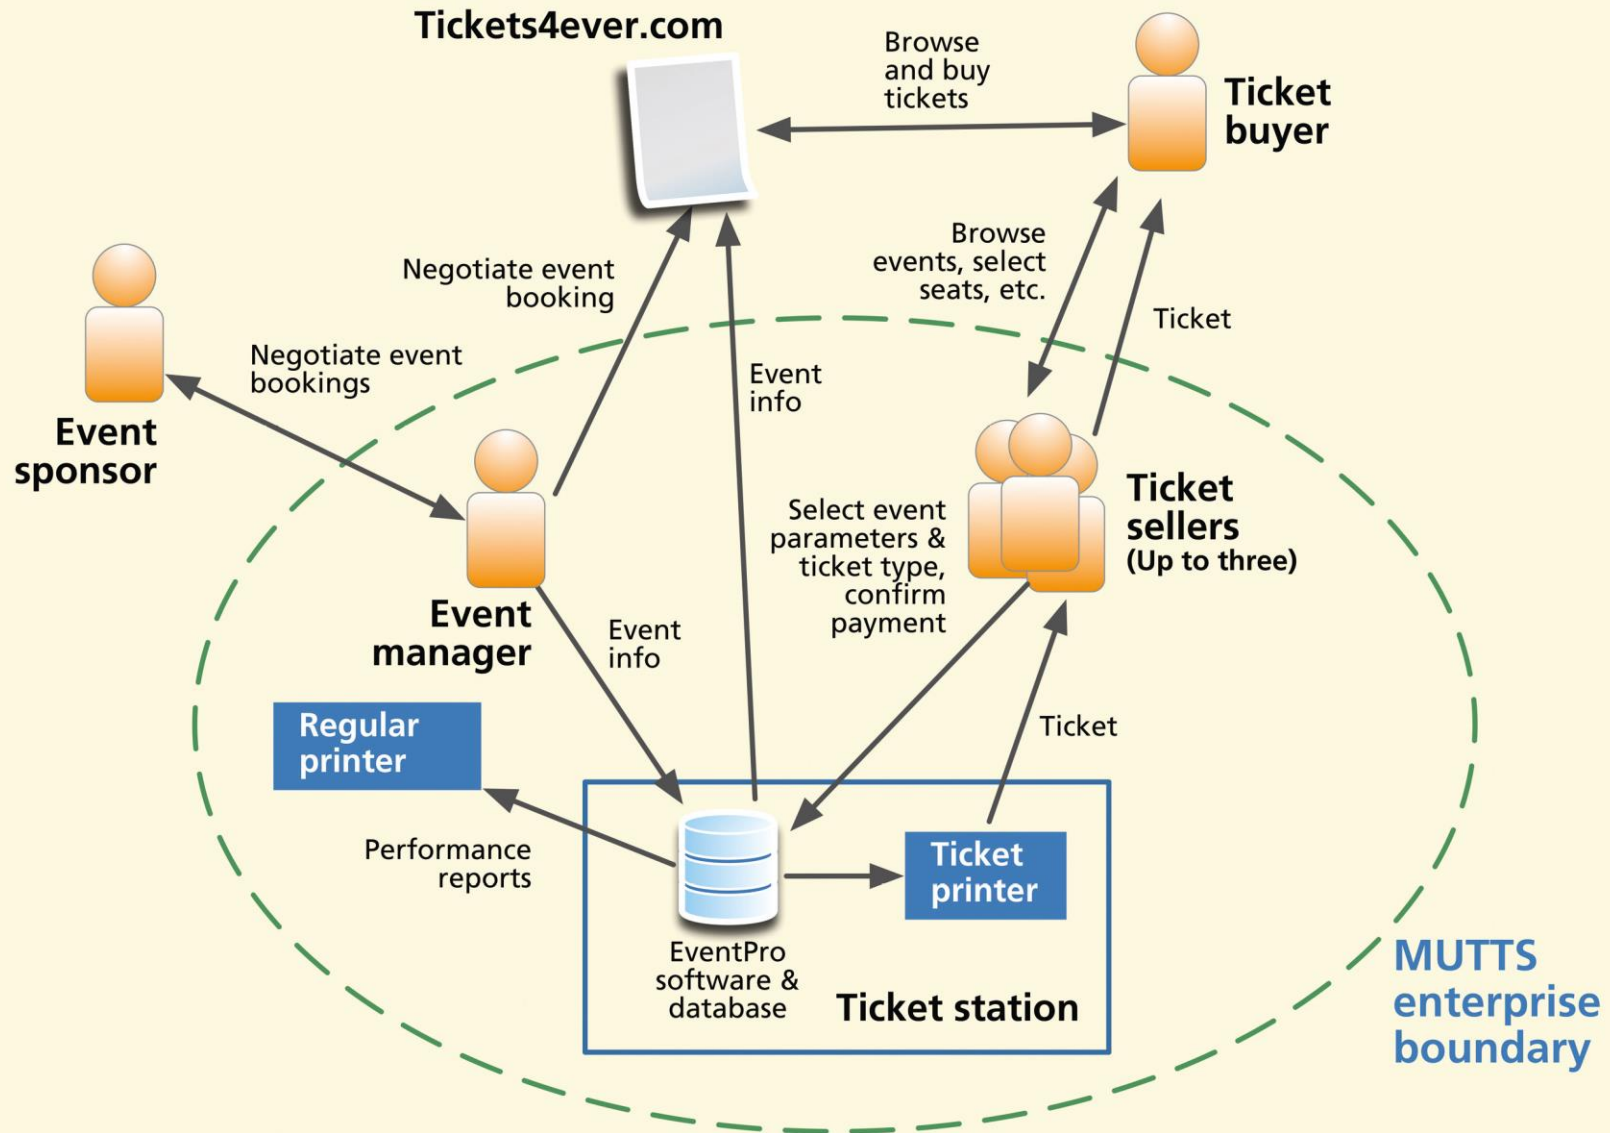 Tickets4ever.com
Browse
and buy
tickets
Ticket
buyer
Browse
events, select
seats, etc.
Negotiate event
booking
Ticket
Negotiate event
bookings
Event
info
Event
sponsor
Ticket
sellers
(Up to three)
Select event
parameters &
ticket type,
confirm
payment
Event
manager
Event
info
Regular
printer
Ticket
Performance
reports
Ticket
printer
EventPro
software &
database
Ticket station
MUTTS
enterprise
boundary